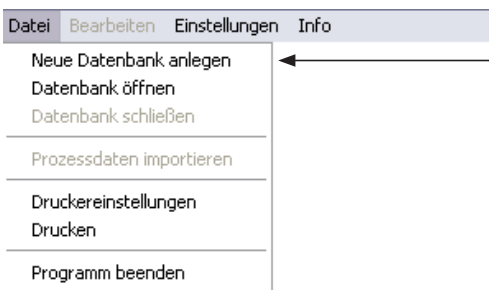 Datei Bearbeiten Einstellungen Info
Neue Datenbank anlegen
Datenbank öffnen
Datenbank schließen
Prozessdaten importieren
Druckereinstellungen
Drucken
Programm beenden